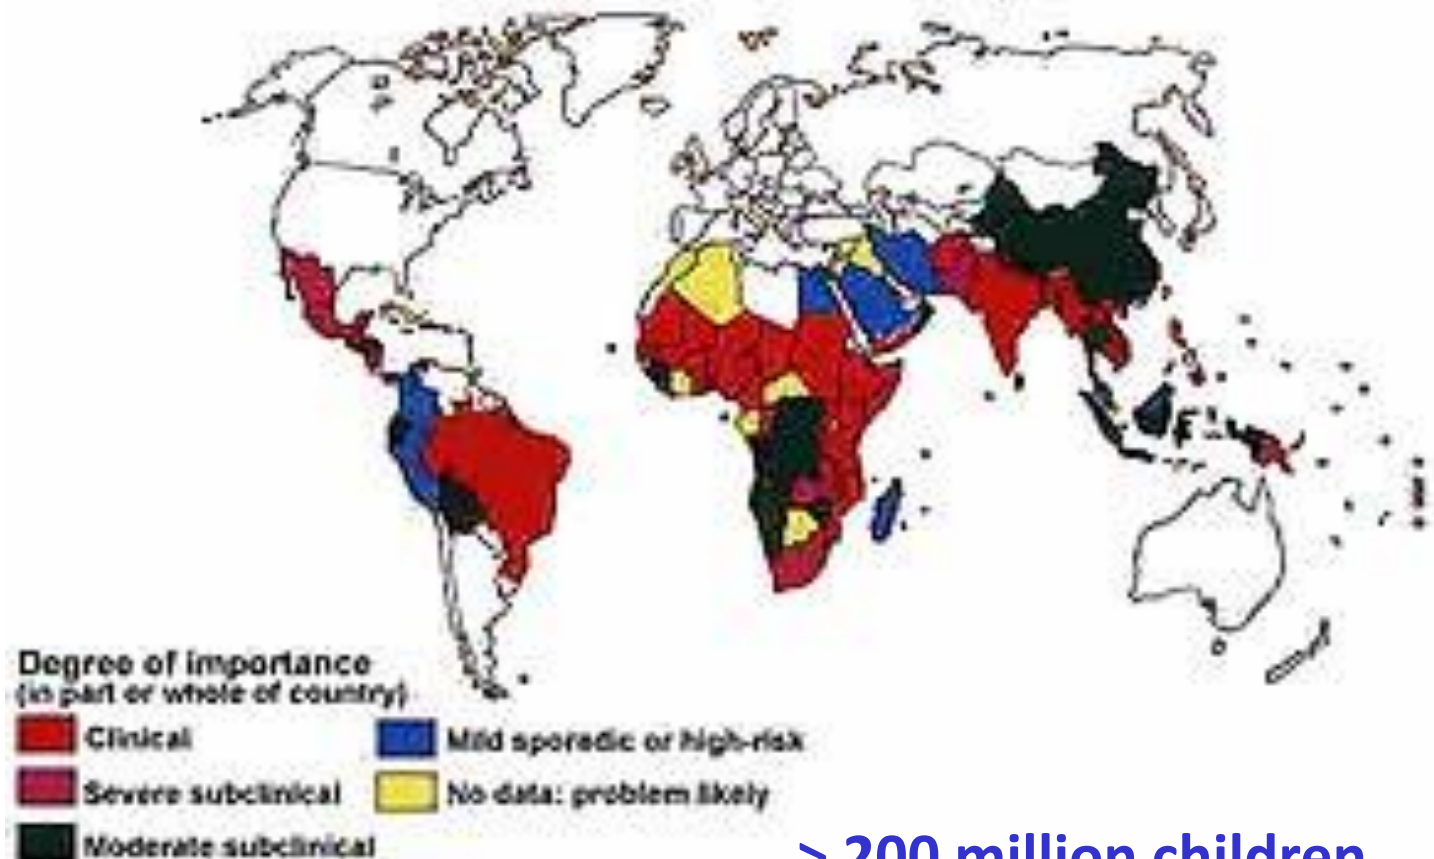 Degree of importance
(in part or whole of country)
Clinical
Severe subclinical
Moderate subclinical
Mild sporadic or high-risk
No data: problem likely
> 200 million children